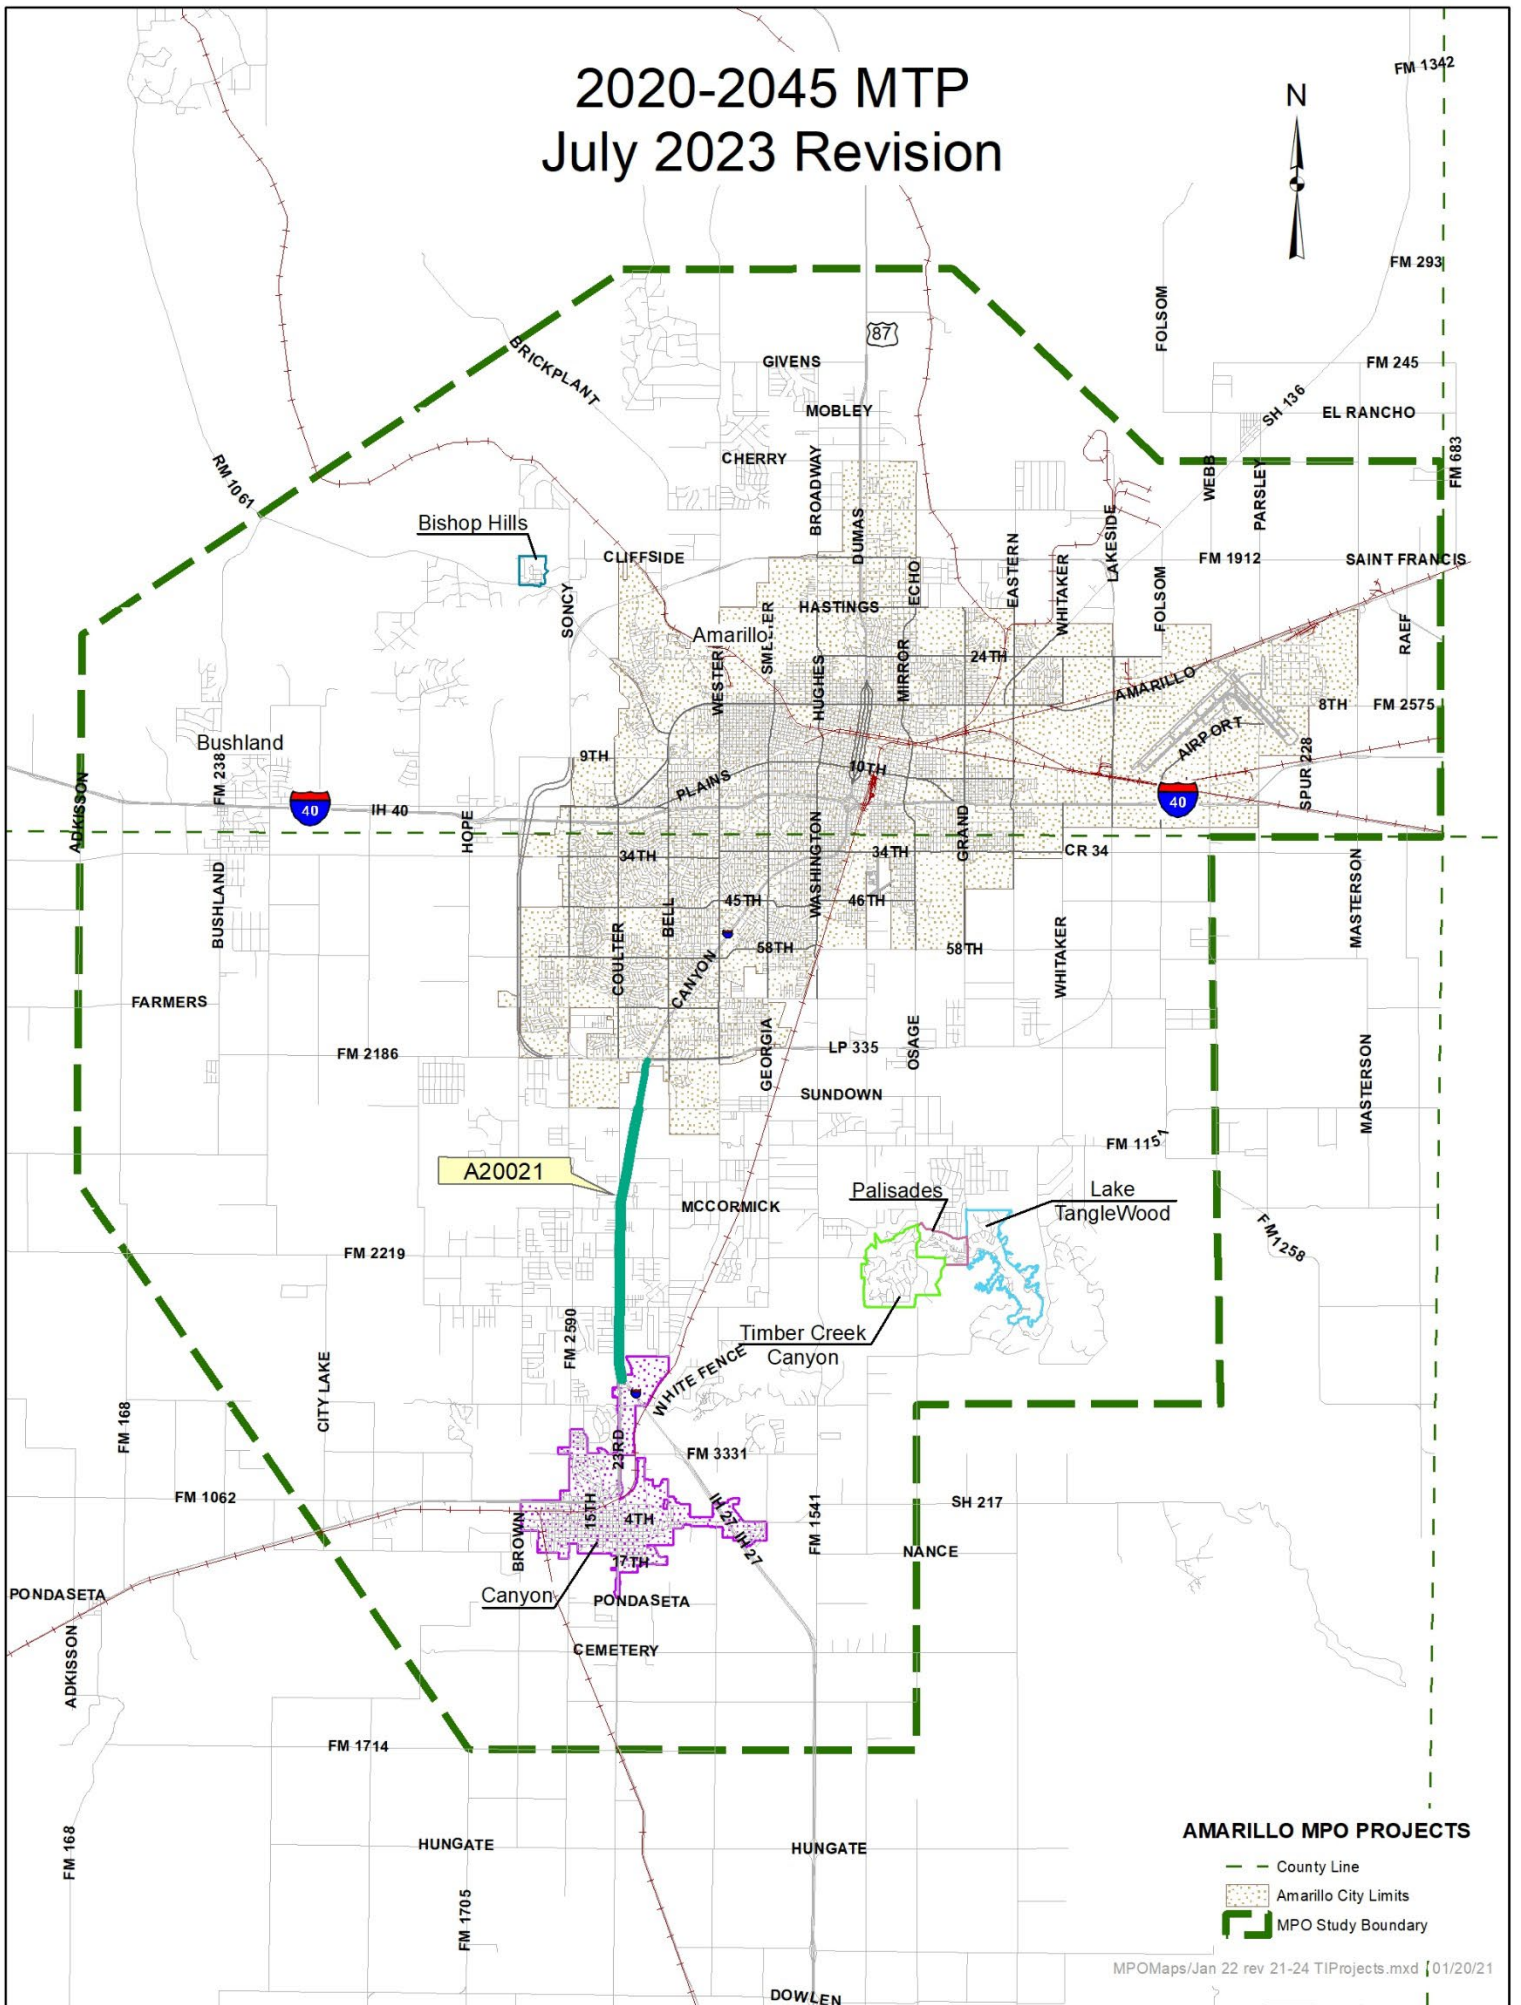 2020-2045 MTP
July 2023 Revision
N
FM 1342
FM 293
FOLSOM
87
GIVENS
FM 245
BRICKPLANT
MOBLEY
SH 136
EL RANCHO
CHERRY
BROADWAY
WEBB
PARSLEY
FM 683
RM 1061
Bishop Hills
DUMAS
LAKESIDE
CLIFFSIDE
EASTERN
WHITAKER
FM 1912
SAINT FRANCIS
SONCY
HASTINGS
ECHO
FOLSOM
RAEF
Amarillo
WESTERN
HUGHES
MIRROR
24TH
AMARILLO
8TH
FM 2575
Bushland
9TH
AIRPORT
FM 2381
PLAINS
10TH
SPUR 228
ADKISSON
40
IH 40
40
HOPE
34TH
WASHINGTON
34TH
GRAND
CR 34
BUSHLAND
BELL
45TH
46TH
MASTERSON
COULTER
CANYON
58TH
58TH
WHITAKER
FARMERS
GEORGIA
OSAGE
FM 2186
LP 335
MASTERSON
SUNDOWN
FM 1151
A20021
Palisades
Lake
TangleWood
MCCORMICK
FM 2219
FM1258
FM 2590
Timber Creek
Canyon
WHITE FENCE
CITY LAKE
FM 168
23RD
FM 3331
FM 1062
15TH
4TH
IH 27
IH 27
FM 1541
SH 217
BROWN
17TH
NANCE
PONDASETA
Canyon
PONDASETA
ADKISSON
CEMETERY
FM 1714
FM 168
HUNGATE
HUNGATE
FM 1705
DOWLEN
AMARILLO MPO PROJECTS
County Line
Amarillo City Limits
MPO Study Boundary
MPOMaps/Jan 22 rev 21-24 TIProjects.mxd 01/20/21